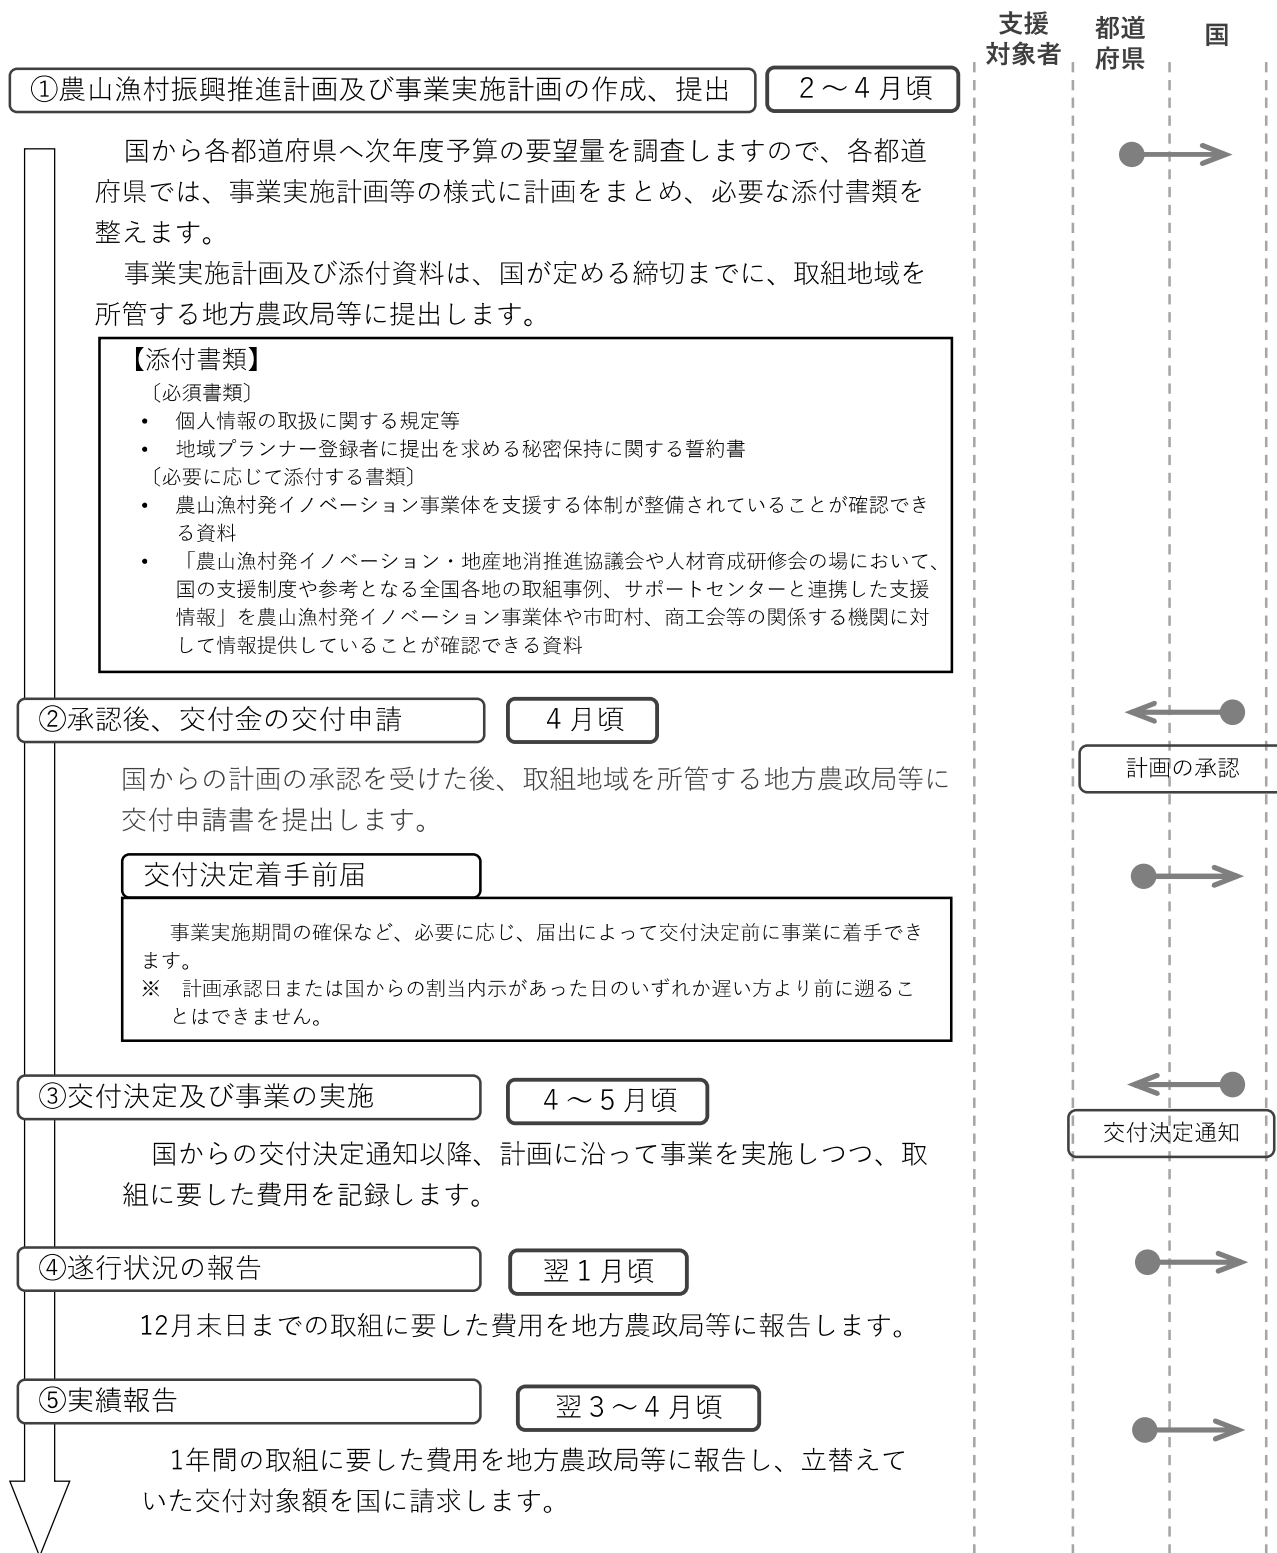 支援
対象者
都道
府県
国
①農山漁村振興推進計画及び事業実施計画の作成、提出
２～４月頃
国から各都道府県へ次年度予算の要望量を調査しますので、各都道
府県では、事業実施計画等の様式に計画をまとめ、必要な添付書類を
整えます。
事業実施計画及び添付資料は、国が定める締切までに、取組地域を
所管する地方農政局等に提出します。
【添付書類】
〔必須書類〕
• 個人情報の取扱に関する規定等
• 地域プランナー登録者に提出を求める秘密保持に関する誓約書
〔必要に応じて添付する書類〕
• 農山漁村発イノベーション事業体を支援する体制が整備されていることが確認でき
る資料
• 「農山漁村発イノベーション・地産地消推進協議会や人材育成研修会の場において、
国の支援制度や参考となる全国各地の取組事例、サポートセンターと連携した支援
情報」を農山漁村発イノベーション事業体や市町村、商工会等の関係する機関に対
して情報提供していることが確認できる資料
②承認後、交付金の交付申請
４月頃
計画の承認
国からの計画の承認を受けた後、取組地域を所管する地方農政局等に
交付申請書を提出します。
交付決定着手前届
事業実施期間の確保など、必要に応じ、届出によって交付決定前に事業に着手でき
ます。
※　計画承認日または国からの割当内示があった日のいずれか遅い方より前に遡るこ
とはできません。
③交付決定及び事業の実施
４～５月頃
交付決定通知
国からの交付決定通知以降、計画に沿って事業を実施しつつ、取
組に要した費用を記録します。
④遂行状況の報告
翌１月頃
12月末日までの取組に要した費用を地方農政局等に報告します。
⑤実績報告
翌３～４月頃
1年間の取組に要した費用を地方農政局等に報告し、立替えて
いた交付対象額を国に請求します。